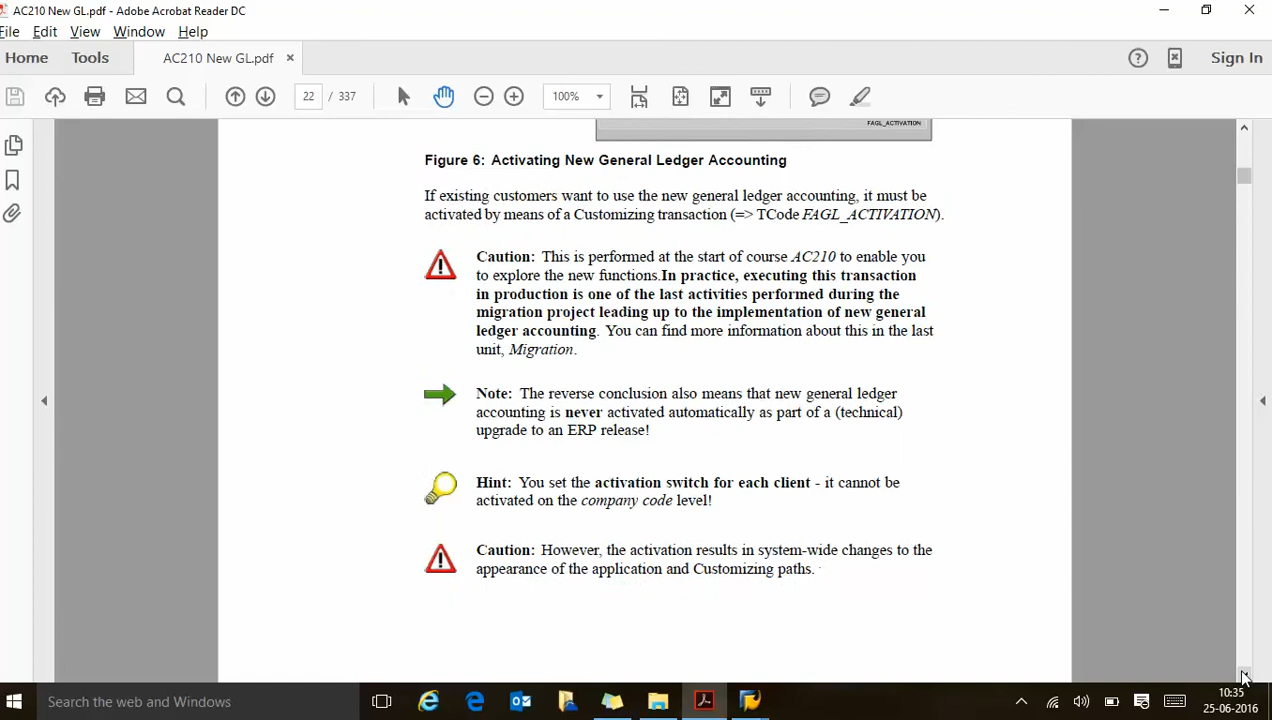 AC210 New GL.pdf - Adobe Acrobat Reader DC
File Edit View Window Help
Home Tools AC210 New GL.pdf × Sign In
22 / 337 100%
FAGL_ACTIVATION
Figure 6: Activating New General Ledger Accounting
If existing customers want to use the new general ledger accounting, it must be
activated by means of a Customizing transaction (=> TCode FAGL_ACTIVATION).
Caution: This is performed at the start of course AC210 to enable you
to explore the new functions.In practice, executing this transaction
in production is one of the last activities performed during the
migration project leading up to the implementation of new general
ledger accounting. You can find more information about this in the last
unit, Migration.
Note: The reverse conclusion also means that new general ledger
accounting is never activated automatically as part of a (technical)
upgrade to an ERP release!
Hint: You set the activation switch for each client - it cannot be
activated on the company code level!
Caution: However, the activation results in system-wide changes to the
appearance of the application and Customizing paths.
Search the web and Windows
10:35
25-06-2016